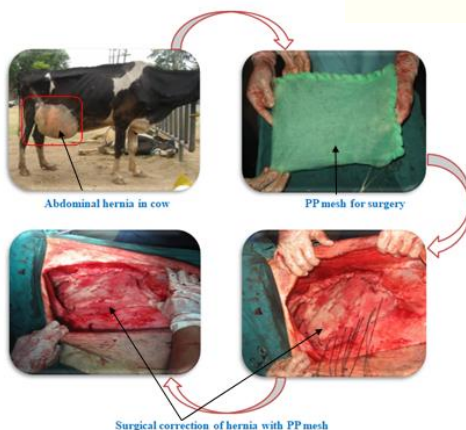 Abdominal hernia in cow
PP mesh for surgery
Surgical correction of hernia with PP mesh